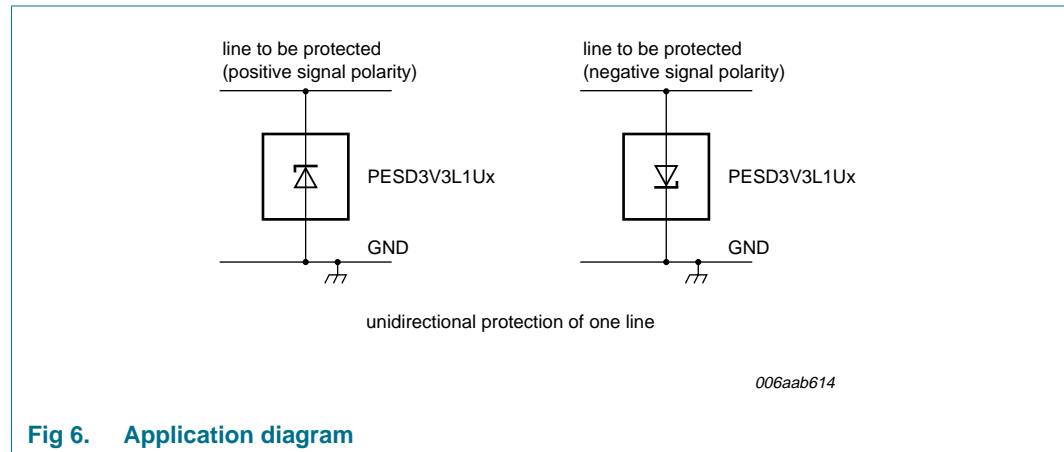 line to be protected
(positive signal polarity)
PESD3V3L1Ux
GND
line to be protected
(negative signal polarity)
PESD3V3L1Ux
GND
unidirectional protection of one line
006aab614
Fig 6. Application diagram